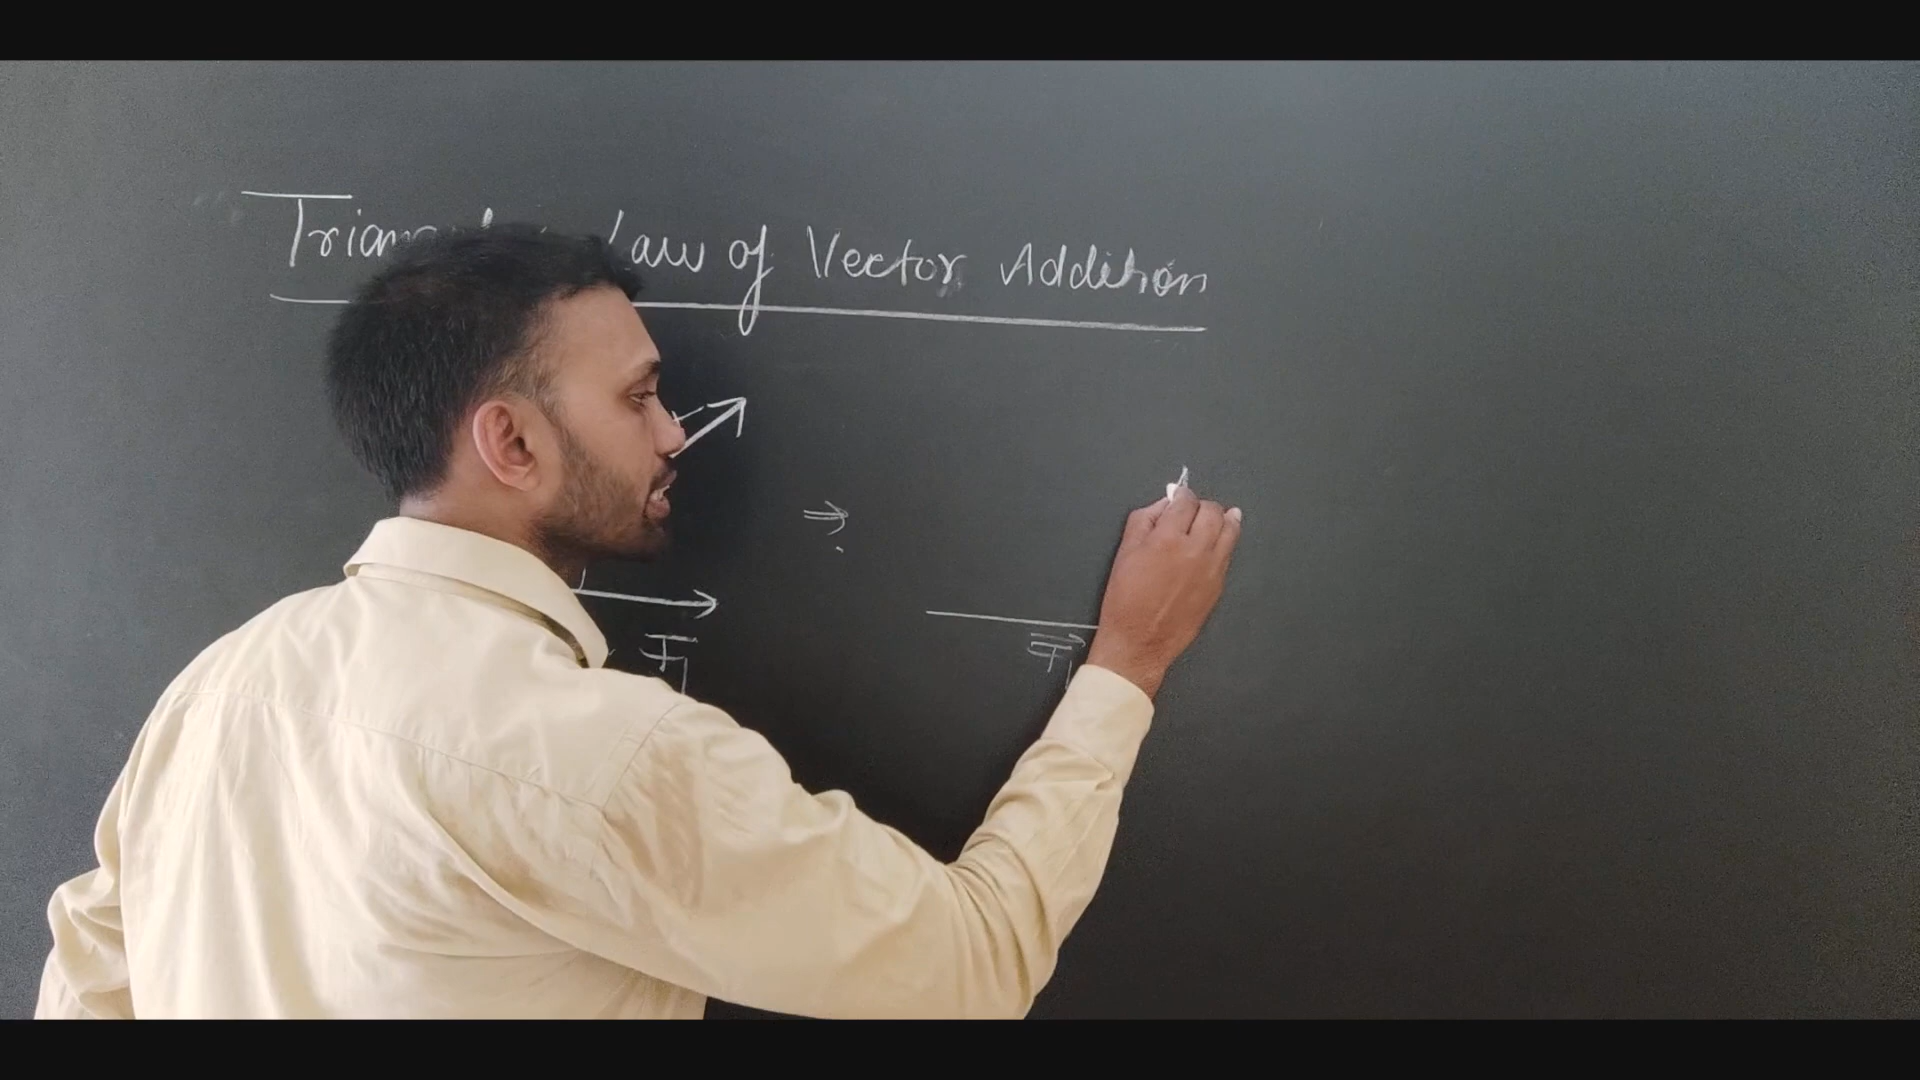 Law of Vector Addition
⇒
F₁
F₁